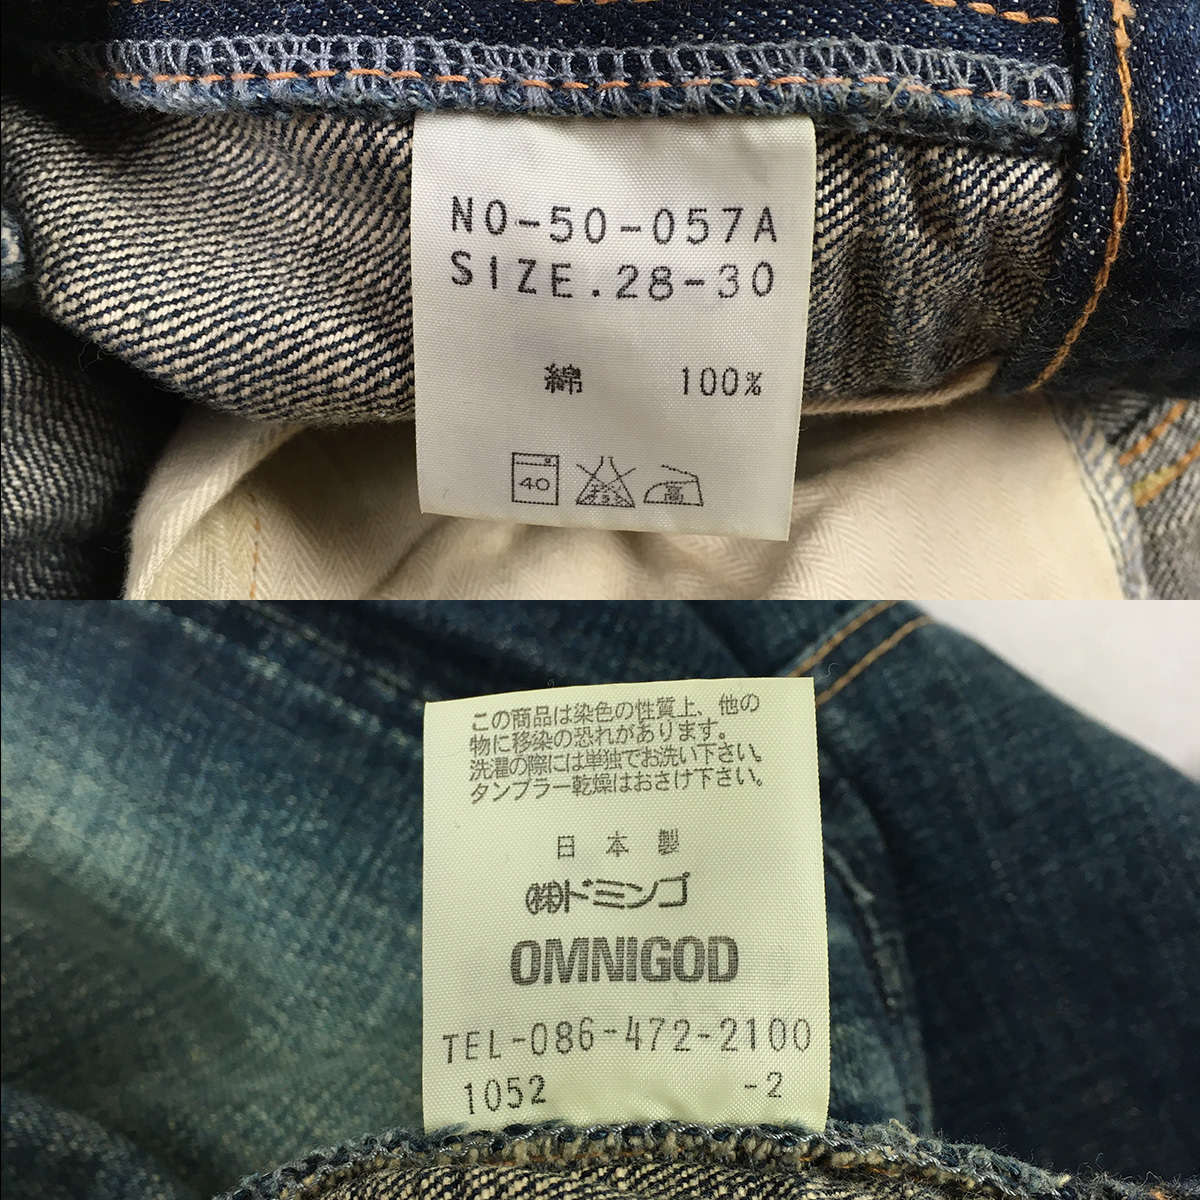 NO-50-057A
SIZE.28-30
綿 100%
40 高
この商品は染色の性質上、他の
物に移染の恐れがあります。
洗濯の際には単独でお洗い下さい。
タンブラー乾燥はおさけ下さい。
日本製
㈱ドミンゴ
OMNIGOD
TEL-086-472-2100
1052 -2